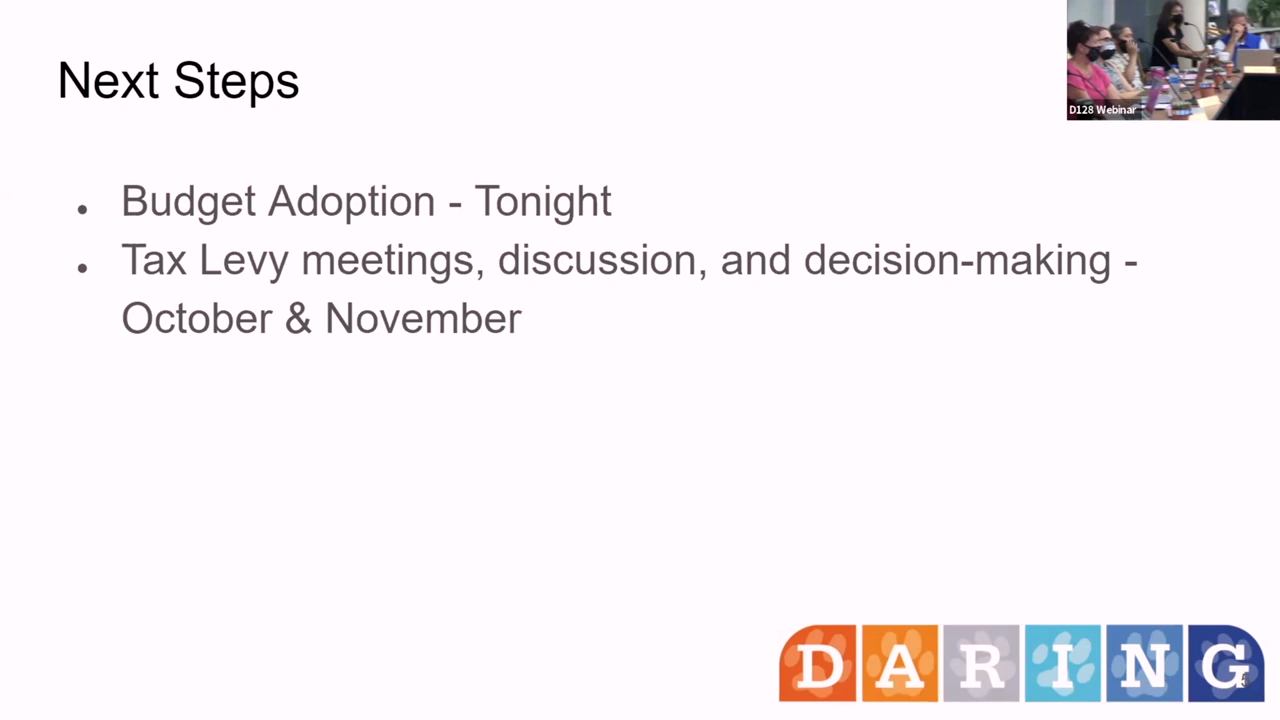 Next Steps
D128 Webinar
• Budget Adoption - Tonight
• Tax Levy meetings, discussion, and decision-making -
October & November
DARING